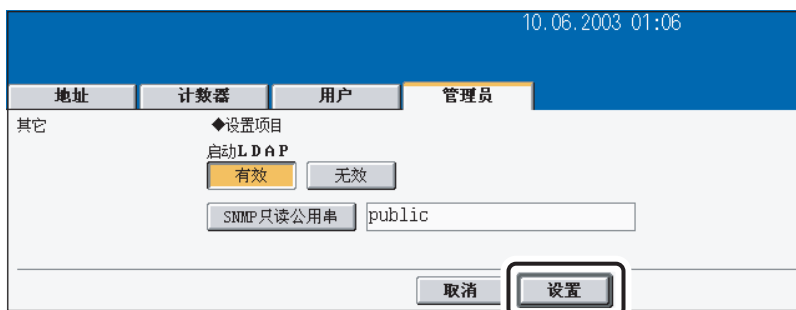 10.06.2003 01:06
地址 计数器 用户 管理员
其它 ◆设置项目
启动LDAP
有效 无效
SNMP只读公用串 public
取消 设置